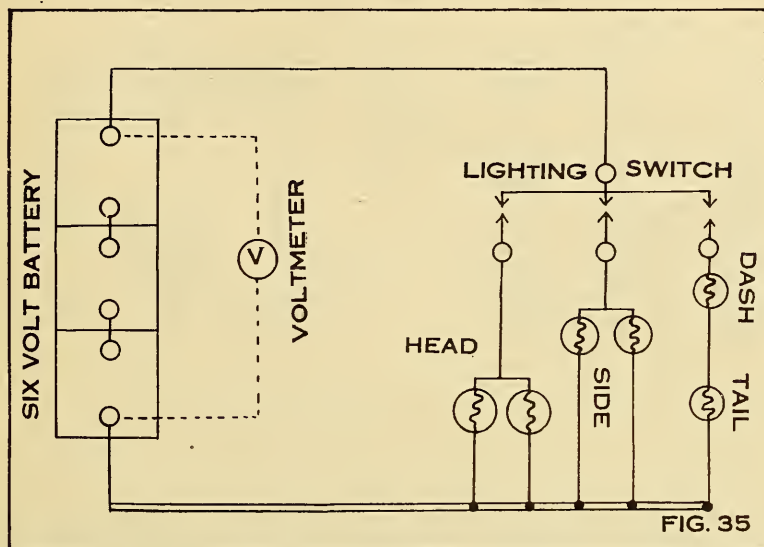 SIX VOLT BATTERY
V
VOLTMETER
LIGHTING SWITCH
HEAD
SIDE
DASH
TAIL
FIG. 35